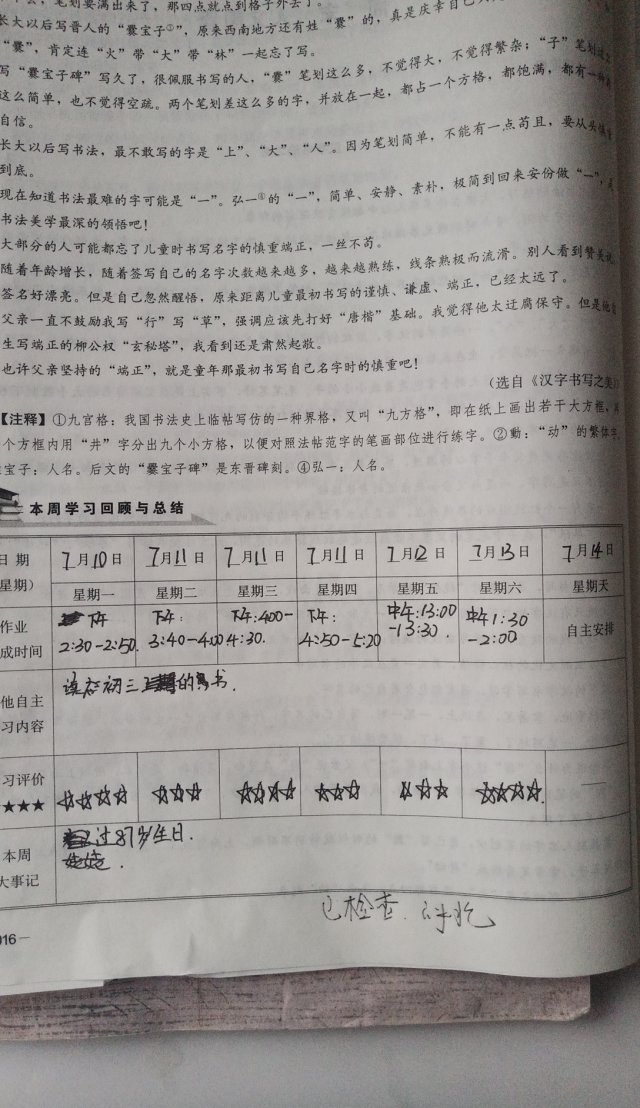 笔划要满出来了，那四点就点到格子外去了。
长大以后写晋人的“爨宝子③”，原来西南地方还有姓“爨”的，真是庆幸自己
“爨”，肯定连“火”带“大”带“林”一起忘了写。
写“爨宝子碑”写久了，很佩服书写的人，“爨”笔划这么多，不觉得大，不觉得繁杂；“子”笔划
这么简单，也不觉得空疏。两个笔划差这么多的字，并放在一起，都占一个方格，都饱满，都有一种
自信。
长大以后写书法，最不敢写的字是“上”、“大”、“人”。因为笔划简单，不能有一点苟且，要从头
到底。
现在知道书法最难的字可能是“一”。弘一④的“一”，简单、安静、素朴，极简到回来安份做“一”，
书法美学最深的领悟吧！
大部分的人可能都忘了儿童时书写名字的慎重端正，一丝不苟。
随着年龄增长，随着签写自己的名字次数越来越多，越来越熟练，线条熟极而流滑。别人看到赞美
签名好漂亮。但是自己忽然醒悟，原来距离儿童最初书写的谨慎、谦虚、端正，已经太远了。
父亲一直不鼓励我写“行”写“草”，强调应该先打好“唐楷”基础。我觉得他太迂腐保守。但是他
生写端正的柳公权“玄秘塔”，我看到还是肃然起敬。
也许父亲坚持的“端正”，就是童年那最初书写自己名字时的慎重吧！
（选自《汉字书写之美》
【注释】①九宫格：我国书法史上临帖写仿的一种界格，又叫“九方格”，即在纸上画出若干大方框，
个方框内用“井”字分出九个小方格，以便对照法帖范字的笔画部位进行练字。②動：“动”的繁体字。
宝子：人名。后文的“爨宝子碑”是东晋碑刻。④弘一：人名。
本周学习回顾与总结
日期 7月10日 7月11日 7月11日 7月11日 7月12日 7月13日 7月14日
星期） 星期一 星期二 星期三 星期四 星期五 星期六 星期天
作业 下午 下午： 下午：4:00- 下午： 中午:13:00 中午1:30
成时间 2:30-2:50. 3:40-4:00 4:30. 4:50-5:20 -13:30. -2:00 自主安排
他自主 读初三的书.
习内容
习评价 ☆☆☆☆ ☆☆☆ ☆☆☆☆ ☆☆☆ ☆☆☆ ☆☆☆☆
★★★
本周 过87岁生日.
大事记 姥姥.
已检查.
016—